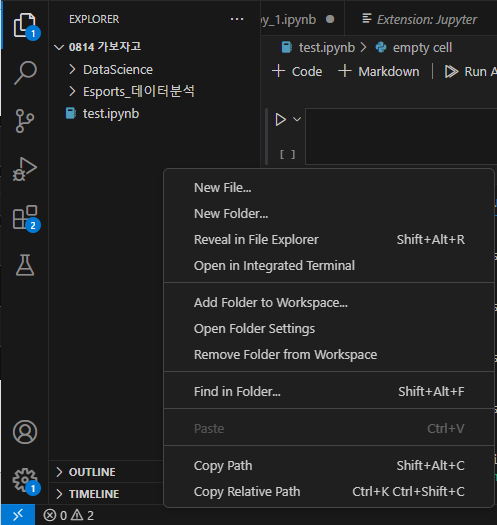 EXPLORER
y_1.ipynb
Extension: Jupyter
0814 가보자고
test.ipynb > empty cell
DataScience
+ Code + Markdown Run A
Esports_데이터분석
test.ipynb
[ ]
New File...
New Folder...
Reveal in File Explorer Shift+Alt+R
Open in Integrated Terminal
Add Folder to Workspace...
Open Folder Settings
Remove Folder from Workspace
Find in Folder... Shift+Alt+F
Paste Ctrl+V
Copy Path Shift+Alt+C
Copy Relative Path Ctrl+K Ctrl+Shift+C
OUTLINE
TIMELINE
0 2
1
2
1